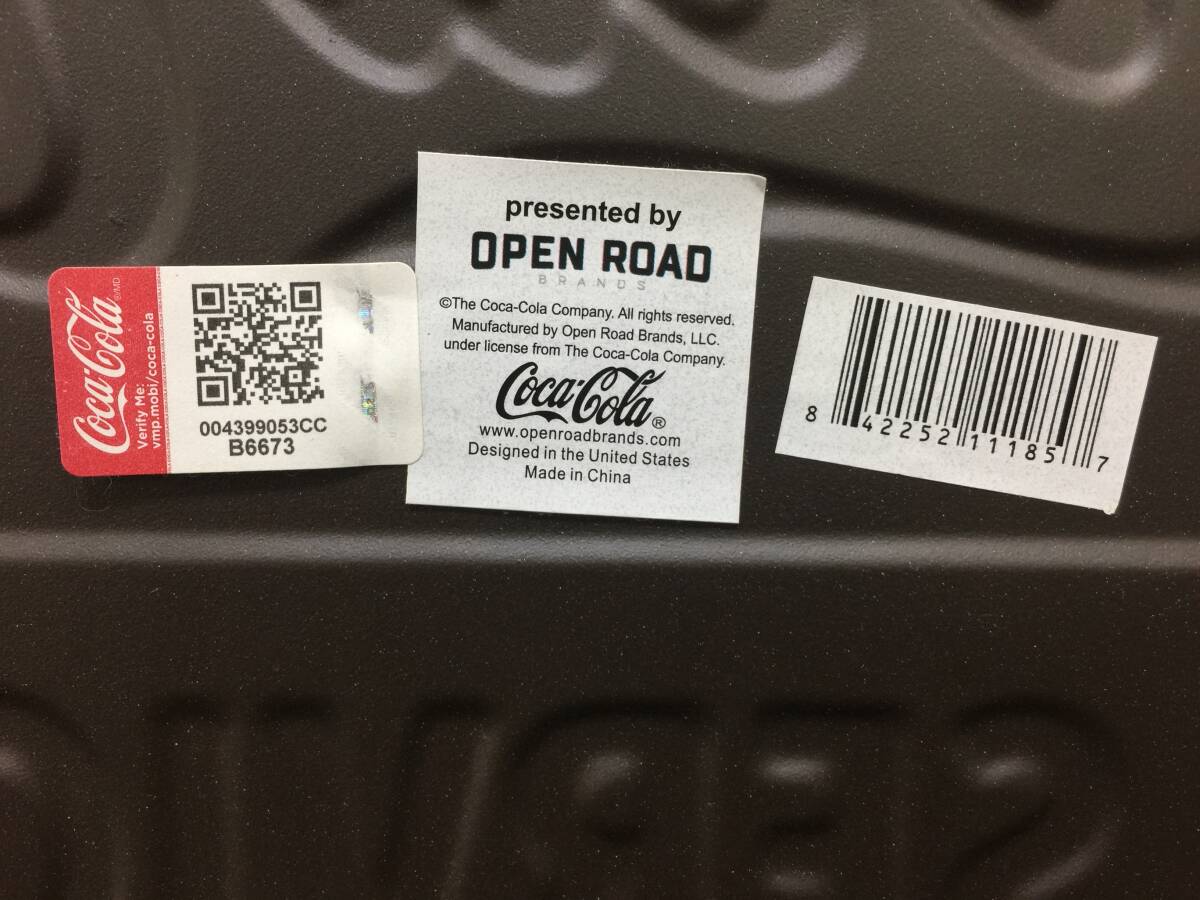 Coca-Cola ®/MD
Verify Me:
vmp.mobi/coca-cola
004399053CC
B6673
presented by
OPEN ROAD
BRANDS
©The Coca-Cola Company. All rights reserved.
Manufactured by Open Road Brands, LLC.
under license from The Coca-Cola Company.
Coca-Cola®
www.openroadbrands.com
Designed in the United States
Made in China
8 42252 11185 7